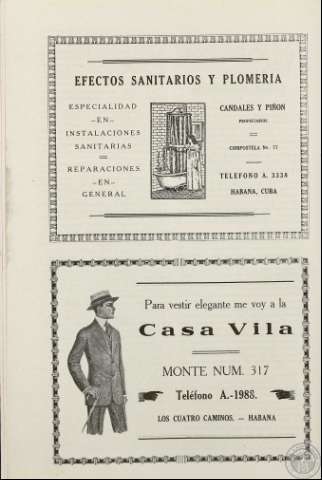 EFECTOS SANITARIOS Y PLOMERIA
ESPECIALIDAD
—EN—
INSTALACIONES
SANITARIAS
REPARACIONES
—EN—
GENERAL
CANDALES Y PIÑON
PROPIETARIOS
COMPOSTELA No.
TELEFONO A. 3338
HABANA, CUBA
Para vestir elegante me voy a la
Casa Vila
MONTE NUM. 317
Teléfono A.-1988.
LOS CUATRO CAMINOS. — HABANA